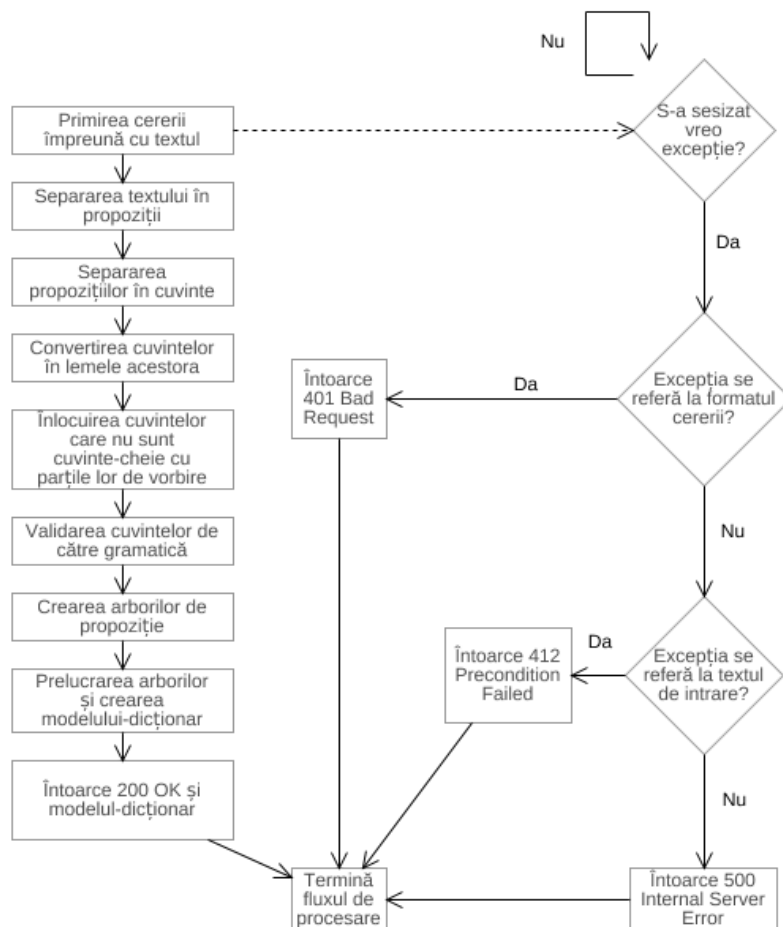 Nu
Primirea cererii
împreună cu textul
S-a sesizat
vreo
excepție?
Separarea textului în
propoziții
Da
Separarea
propozițiilor în cuvinte
Convertirea cuvintelor
în lemele acestora
Întoarce
401 Bad
Request
Da
Excepția se
referă la formatul
cererii?
Înlocuirea cuvintelor
care nu sunt
cuvinte-cheie cu
parțile lor de vorbire
Validarea cuvintelor de
către gramatică
Nu
Crearea arborilor de
propoziție
Întoarce 412
Precondition
Failed
Da
Excepția se
referă la textul
de intrare?
Prelucrarea arborilor
și crearea
modelului-dicționar
Întoarce 200 OK și
modelul-dicționar
Nu
Termină
fluxul de
procesare
Întoarce 500
Internal Server
Error